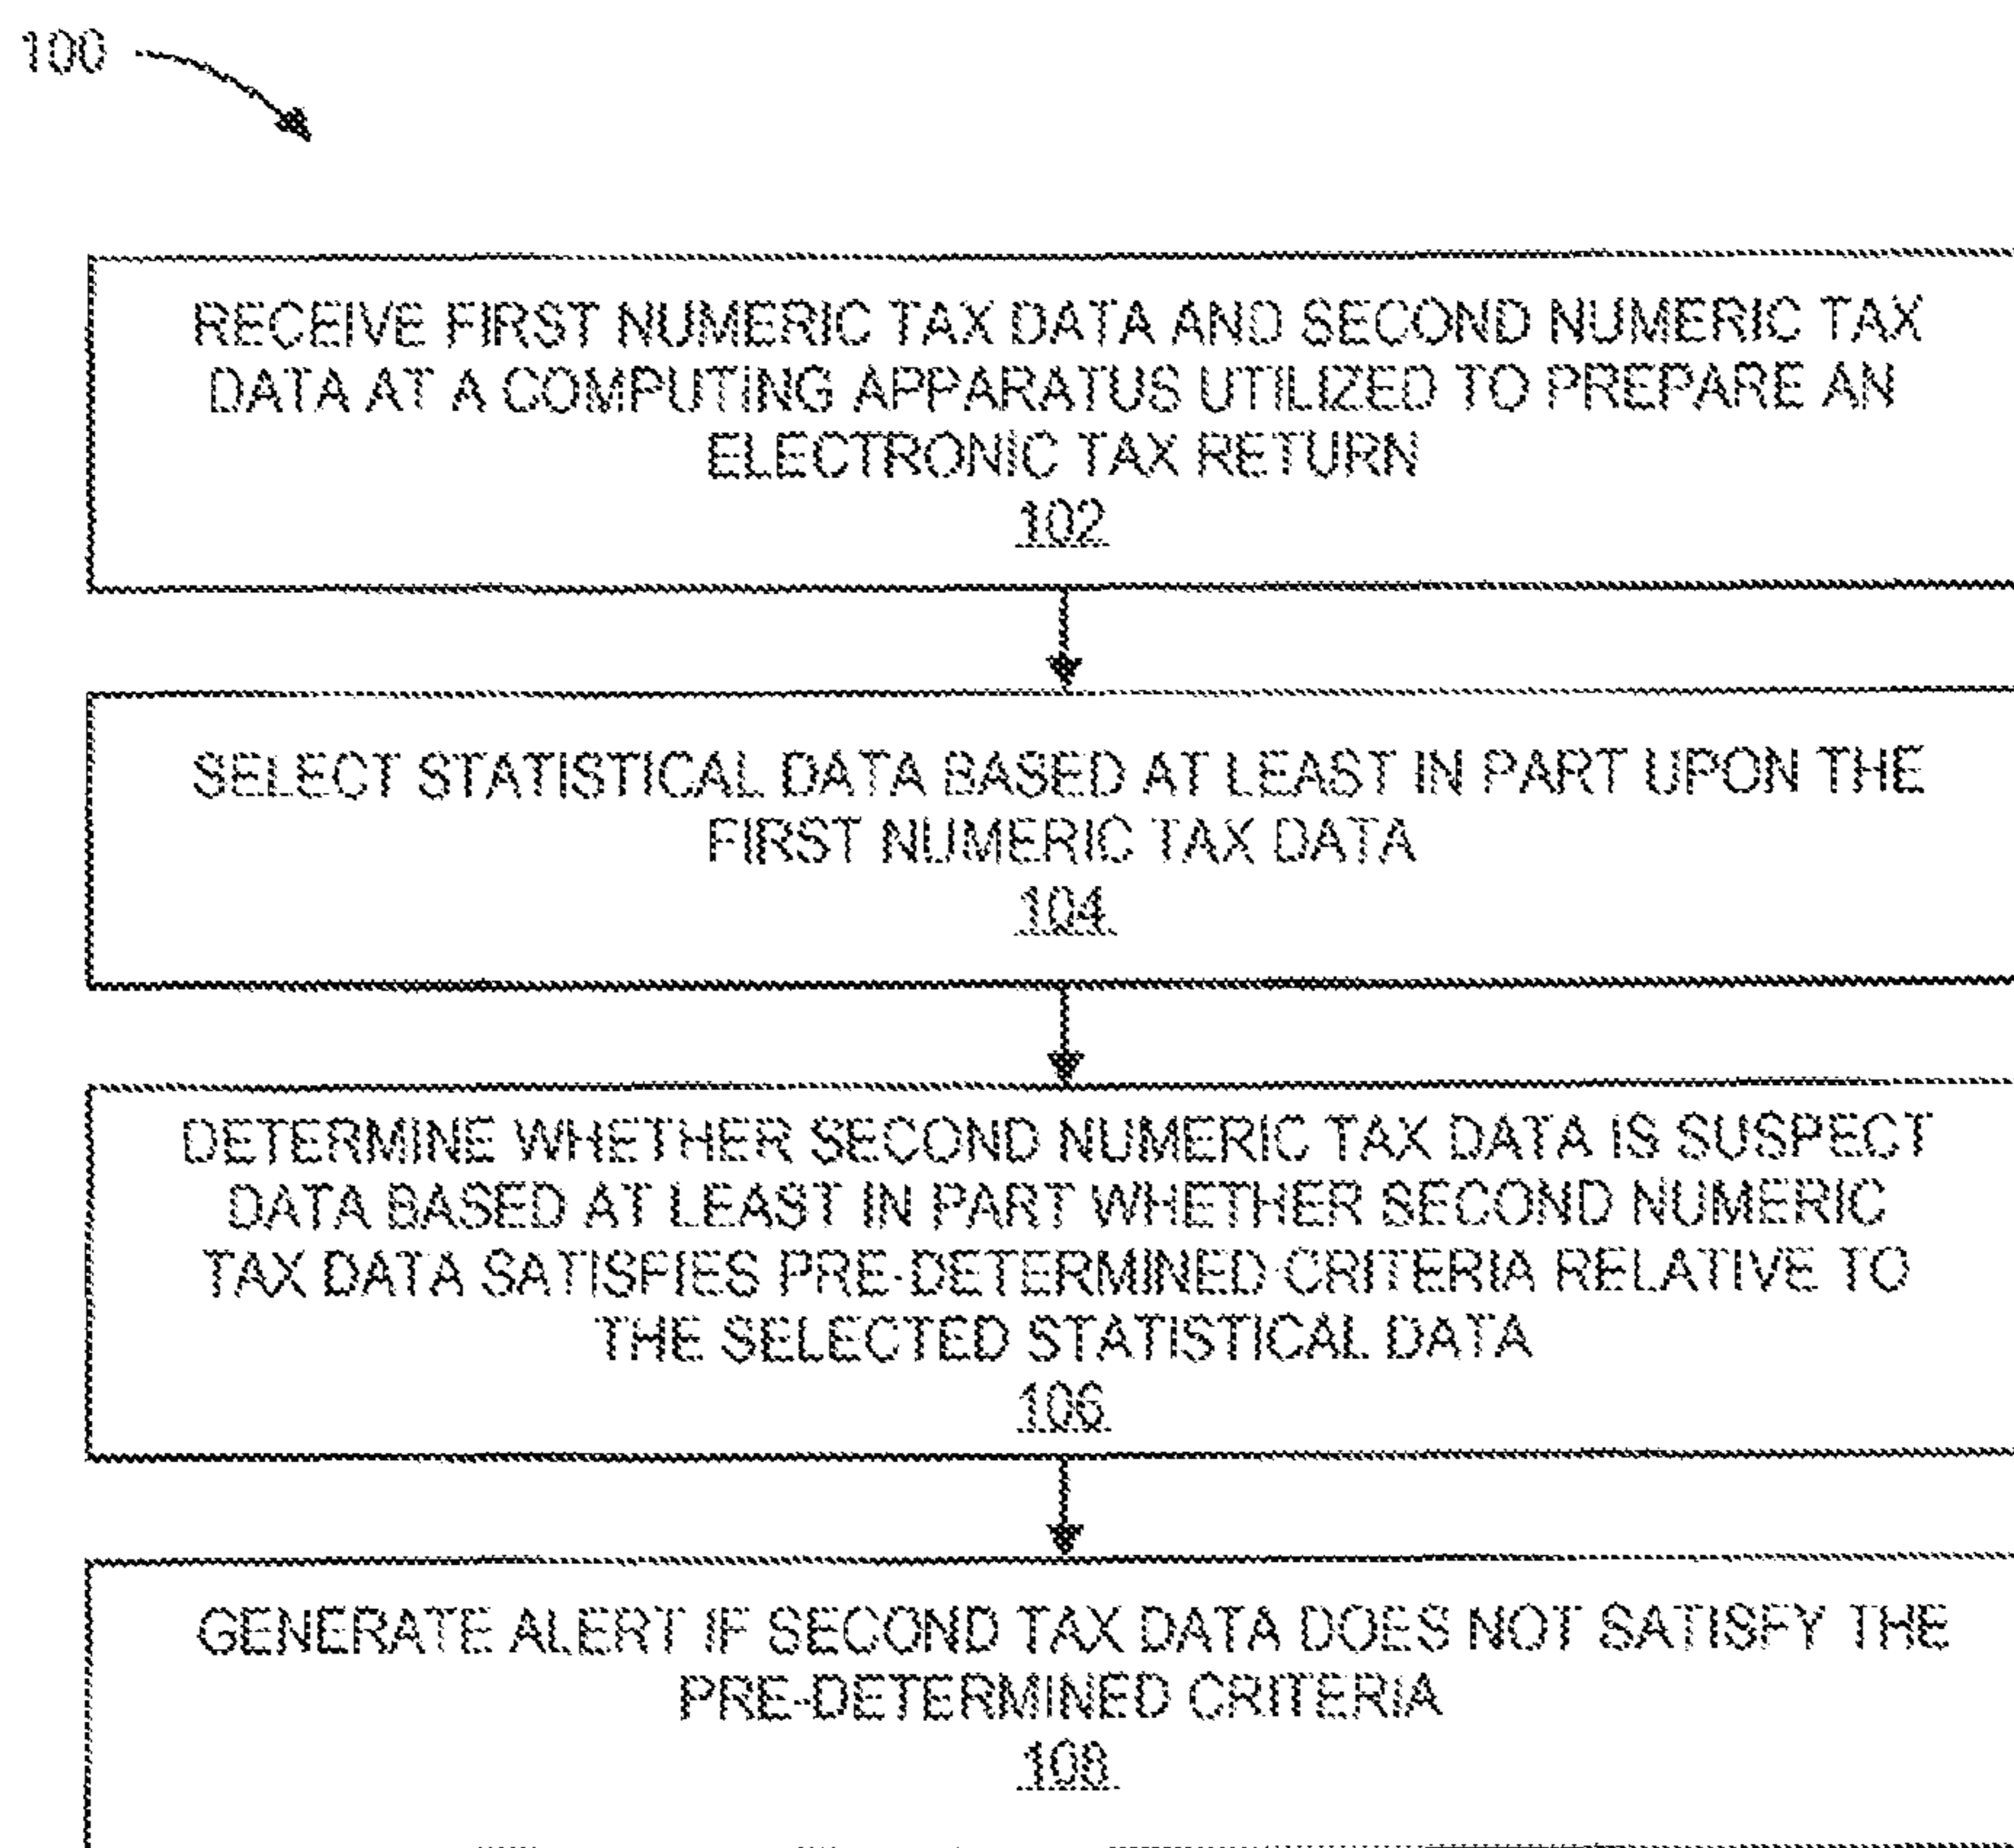 100
RECEIVE FIRST NUMERIC TAX DATA AND SECOND NUMERIC TAX
DATA AT A COMPUTING APPARATUS UTILIZED TO PREPARE AN
ELECTRONIC TAX RETURN
102
SELECT STATISTICAL DATA BASED AT LEAST IN PART UPON THE
FIRST NUMERIC TAX DATA
104
DETERMINE WHETHER SECOND NUMERIC TAX DATA IS SUSPECT
DATA BASED AT LEAST IN PART WHETHER SECOND NUMERIC
TAX DATA SATISFIES PRE-DETERMINED CRITERIA RELATIVE TO
THE SELECTED STATISTICAL DATA
106
GENERATE ALERT IF SECOND TAX DATA DOES NOT SATISFY THE
PRE-DETERMINED CRITERIA
108